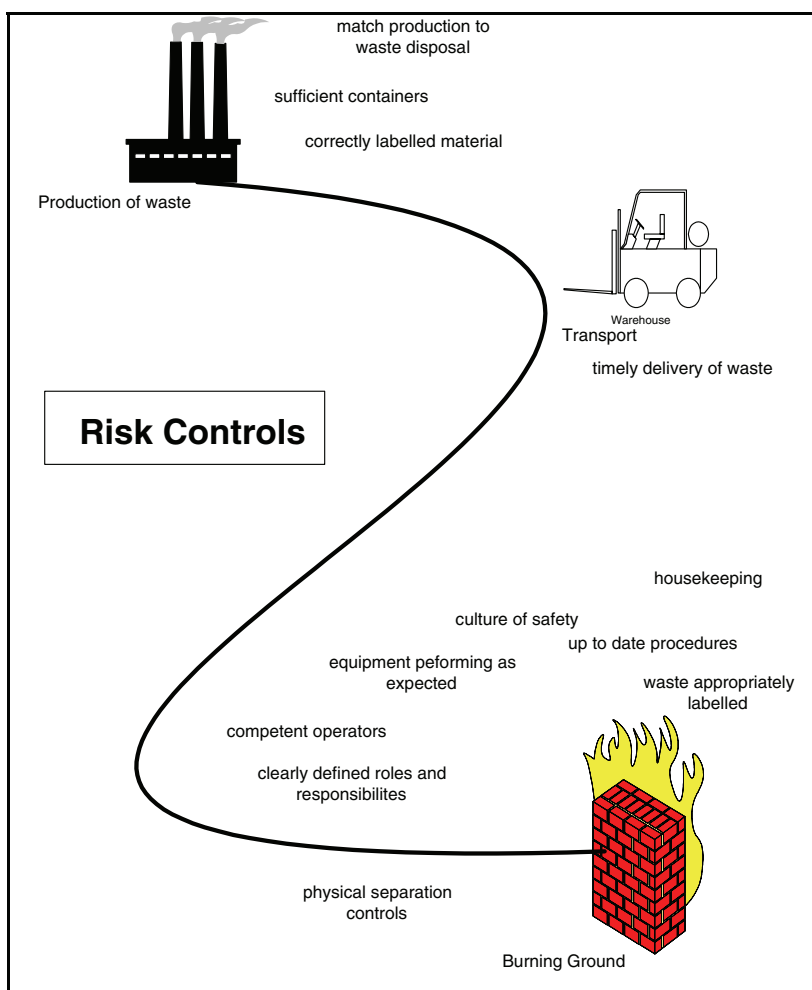 match production to
waste disposal
sufficient containers
correctly labelled material
Production of waste
Warehouse
Transport
timely delivery of waste
Risk Controls
housekeeping
culture of safety
up to date procedures
equipment peforming as
expected
waste appropriately
labelled
competent operators
clearly defined roles and
responsibilites
physical separation
controls
Burning Ground